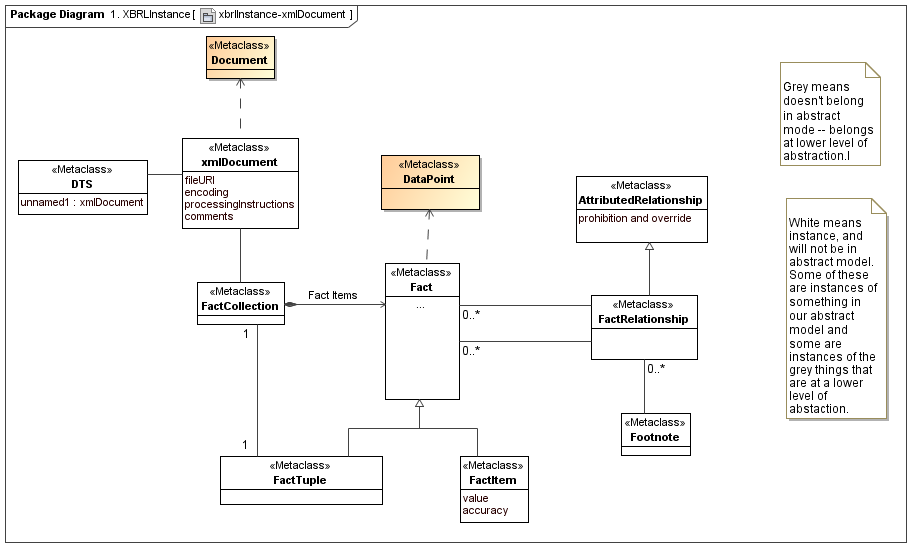 Package Diagram 1. XBRLInstance [ xbrlInstance-xmlDocument ]
«Metaclass»
Document
«Metaclass»
xmlDocument
fileURI
encoding
processingInstructions
comments
«Metaclass»
DTS
unnamed1 : xmlDocument
«Metaclass»
DataPoint
«Metaclass»
AttributedRelationship
prohibition and override
«Metaclass»
FactCollection
Fact Items
«Metaclass»
Fact
...
0..*
0..*
«Metaclass»
FactRelationship
0..*
1
1
«Metaclass»
Footnote
«Metaclass»
FactTuple
«Metaclass»
FactItem
value
accuracy
Grey means
doesn't belong
in abstract
mode -- belongs
at lower level of
abstraction.l
White means
instance, and
will not be in
abstract model.
Some of these
are instances of
something in
our abstract
model and
some are
instances of the
grey things that
are at a lower
level of
abstaction.